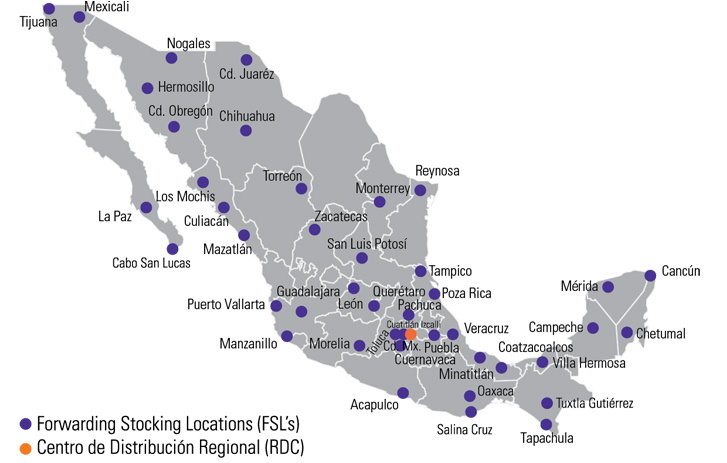 Mexicali
Tijuana
Nogales
Cd. Juaréz
Hermosillo
Cd. Obregón
Chihuahua
Torreón
Reynosa
Monterrey
Los Mochis
La Paz
Culiacán
Zacatecas
Mazatlán
San Luis Potosí
Cabo San Lucas
Tampico
Cancún
Mérida
Guadalajara
Querétaro
Poza Rica
Puerto Vallarta
León
Pachuca
Cuatitlán Izcalli
Campeche
Veracruz
Chetumal
Manzanillo
Morelia
Toluca
Cd. Mx.
Puebla
Coatzacoalcos
Cuernavaca
Villa Hermosa
Minatitlán
Acapulco
Oaxaca
Tuxtla Gutiérrez
Salina Cruz
Tapachula
Forwarding Stocking Locations (FSL's)
Centro de Distribución Regional (RDC)